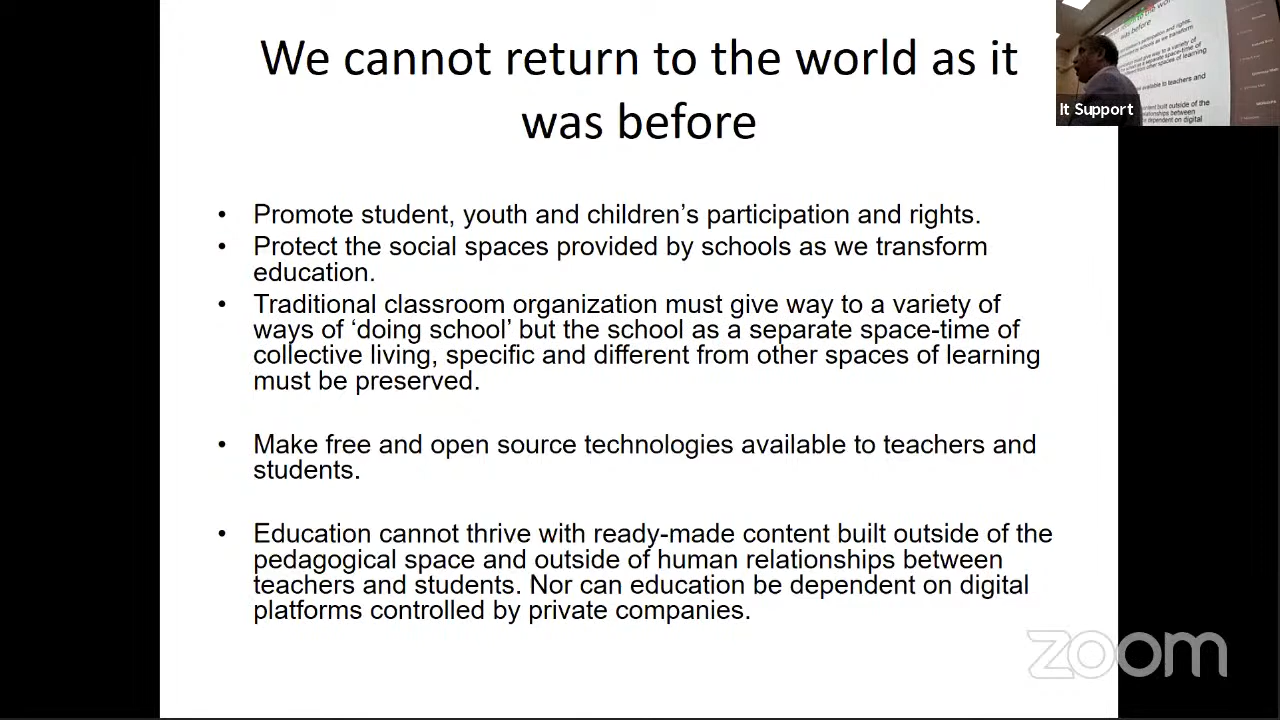 We cannot return to the world as it
was before
• Promote student, youth and children’s participation and rights.
• Protect the social spaces provided by schools as we transform
education.
• Traditional classroom organization must give way to a variety of
ways of ‘doing school’ but the school as a separate space-time of
collective living, specific and different from other spaces of learning
must be preserved.
• Make free and open source technologies available to teachers and
students.
• Education cannot thrive with ready-made content built outside of the
pedagogical space and outside of human relationships between
teachers and students. Nor can education be dependent on digital
platforms controlled by private companies.
It Support
zoom